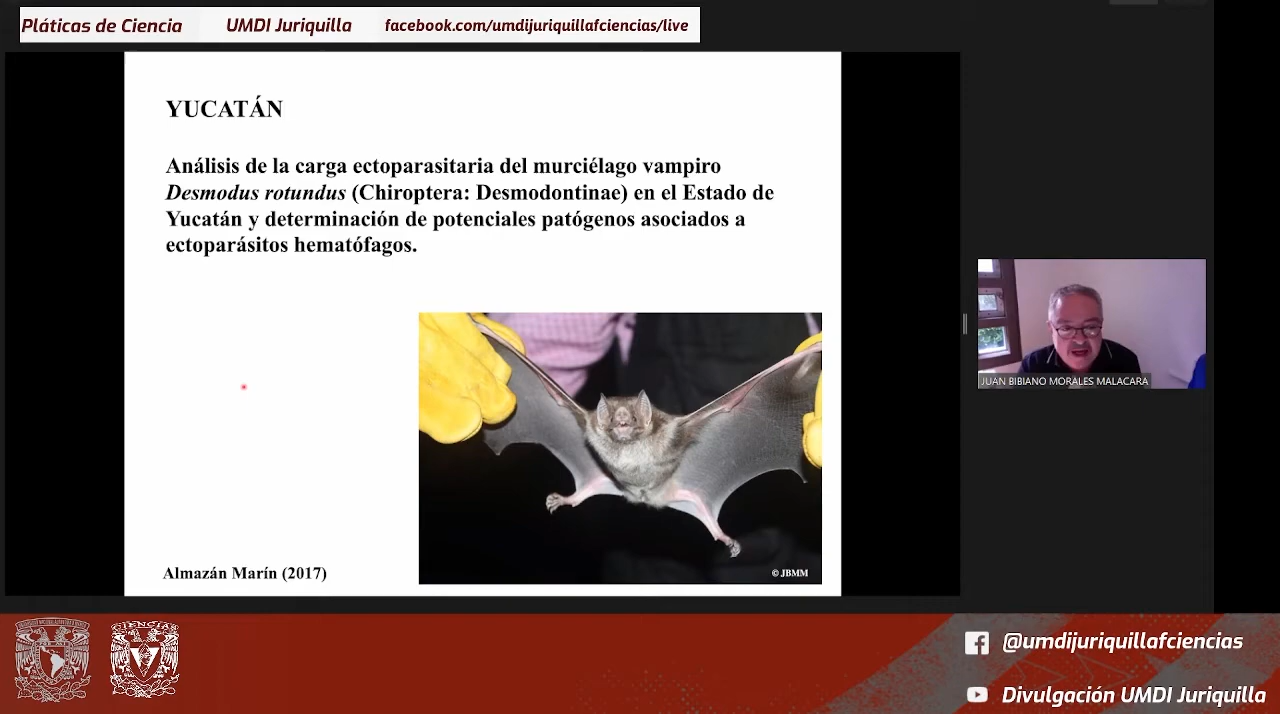 Pláticas de Ciencia UMDI Juriquilla facebook.com/umdijuriquillafciencias/live
YUCATÁN
Análisis de la carga ectoparasitaria del murciélago vampiro
Desmodus rotundus (Chiroptera: Desmodontinae) en el Estado de
Yucatán y determinación de potenciales patógenos asociados a
ectoparásitos hematófagos.
Almazán Marín (2017)
© JBMM
JUAN BIBIANO MORALES MALACARA
CIENCIAS
@umdijuriquillafciencias
Divulgación UMDI Juriquilla